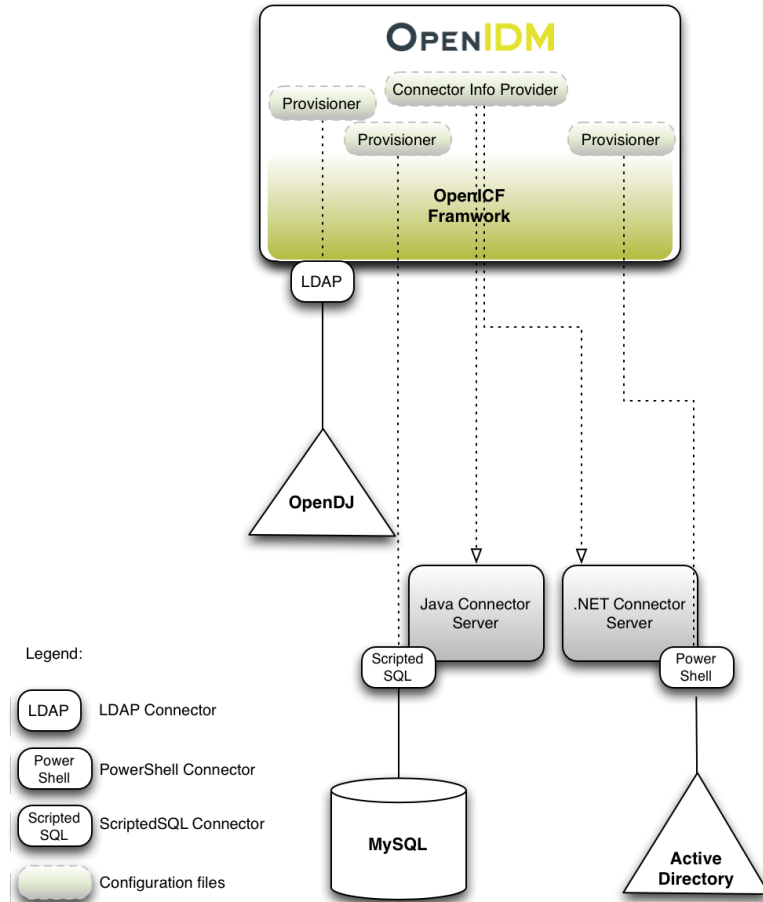 OPENIDM
Connector Info Provider
Provisioner
Provisioner
Provisioner
OpenICF
Framwork
LDAP
OpenDJ
Java Connector
Server
.NET Connector
Server
Scripted
SQL
Power
Shell
MySQL
Active
Directory
Legend:
LDAP
LDAP Connector
Power
Shell
PowerShell Connector
Scripted
SQL
ScriptedSQL Connector
Configuration files